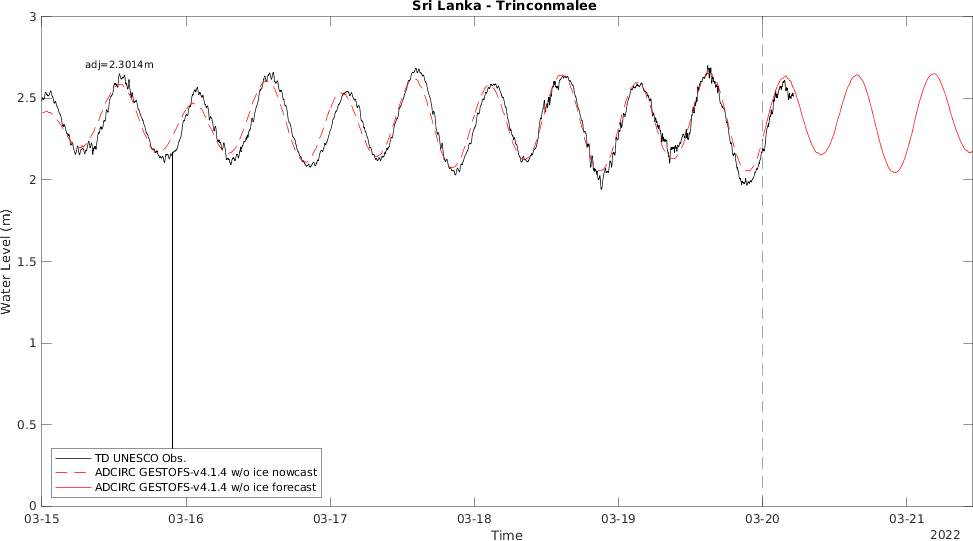 Sri Lanka - Trinconmalee
3
adj=2.3014m
2.5
2
1.5
Water Level (m)
1
0.5
TD UNESCO Obs.
ADCIRC GESTOFS-v4.1.4 w/o ice nowcast
ADCIRC GESTOFS-v4.1.4 w/o ice forecast
0
03-15 03-16 03-17 03-18 03-19 03-20 03-21
Time
2022